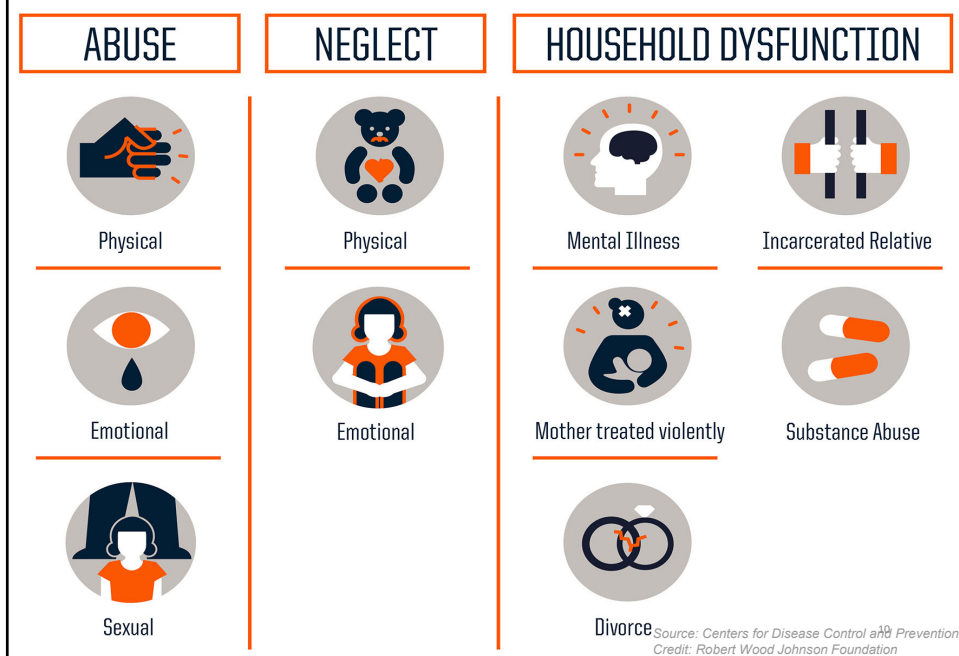 ABUSE
NEGLECT
HOUSEHOLD DYSFUNCTION
Physical
Physical
Mental Illness
Incarcerated Relative
Emotional
Emotional
Mother treated violently
Substance Abuse
Sexual
Divorce
10
Source: Centers for Disease Control and Prevention
Credit: Robert Wood Johnson Foundation